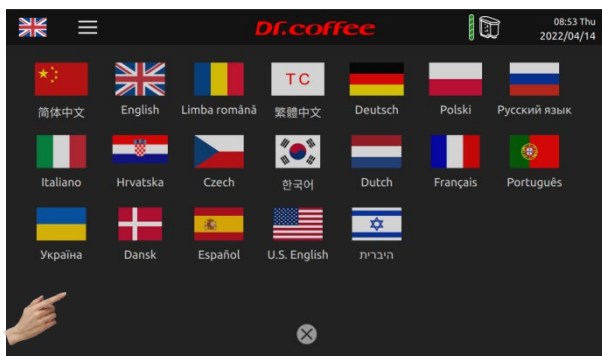 Dr.coffee
08:53 Thu
2022/04/14
TC
简体中文 English Limba română 繁體中文 Deutsch Polski Русский язык
Italiano Hrvatska Czech 한국어 Dutch Français Português
Україна Dansk Español U.S. English היברית